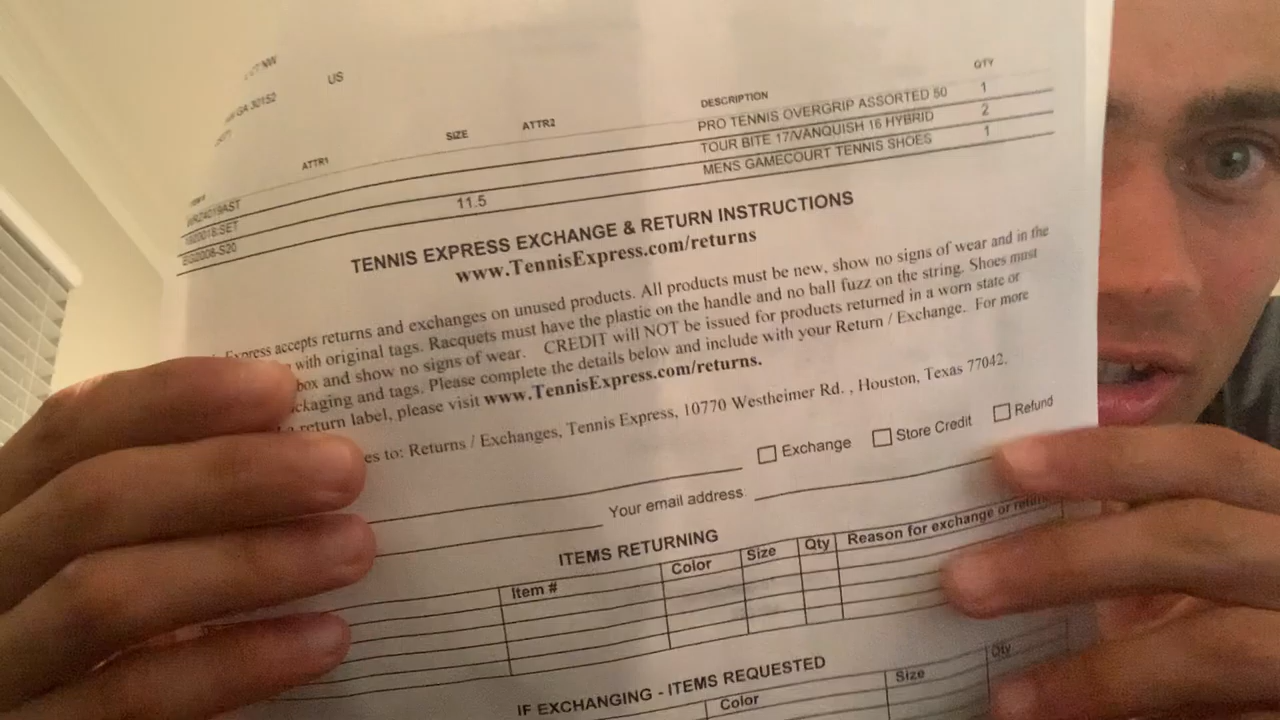 US
GA 30152
ATTR1 SIZE ATTR2 DESCRIPTION QTY
PRO TENNIS OVERGRIP ASSORTED 50 1
TOUR BITE 17/VANQUISH 16 HYBRID 2
11.5 MENS GAMECOURT TENNIS SHOES 1
TENNIS EXPRESS EXCHANGE & RETURN INSTRUCTIONS
www.TennisExpress.com/returns
Express accepts returns and exchanges on unused products. All products must be new, show no signs of wear and in the
with original tags. Racquets must have the plastic on the handle and no ball fuzz on the string. Shoes must
box and show no signs of wear. CREDIT will NOT be issued for products returned in a worn state or
and tags. Please complete the details below and include with your Return / Exchange. For more
return label, please visit www.TennisExpress.com/returns.
to: Returns / Exchanges, Tennis Express, 10770 Westheimer Rd. , Houston, Texas 77042.
Exchange Store Credit Refund
Your email address
ITEMS RETURNING
Item # Color Size Qty Reason for exchange or
IF EXCHANGING - ITEMS REQUESTED
Color Size Qty